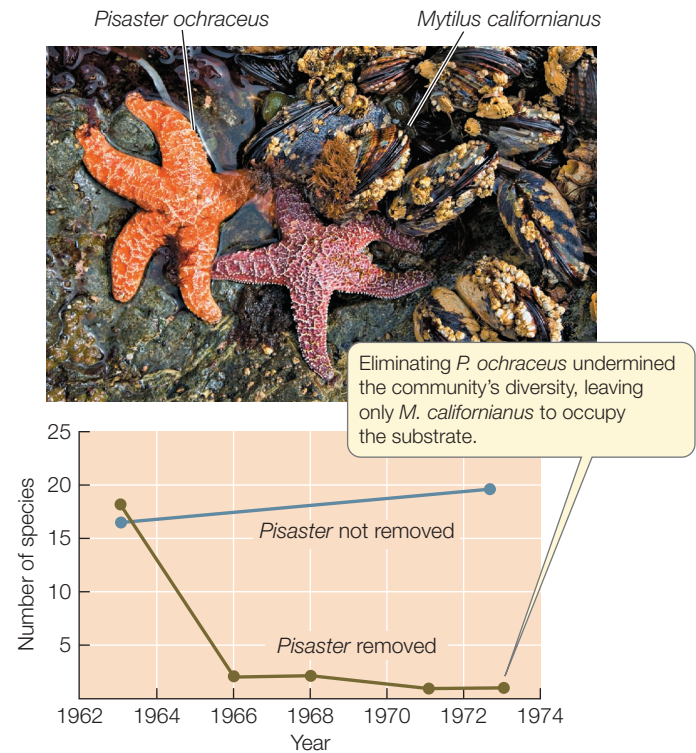 Pisaster ochraceus
Mytilus californianus
Eliminating P. ochraceus undermined
the community’s diversity, leaving
only M. californianus to occupy
the substrate.
25
20
15
10
5
Number of species
Pisaster not removed
Pisaster removed
1962 1964 1966 1968 1970 1972 1974
Year